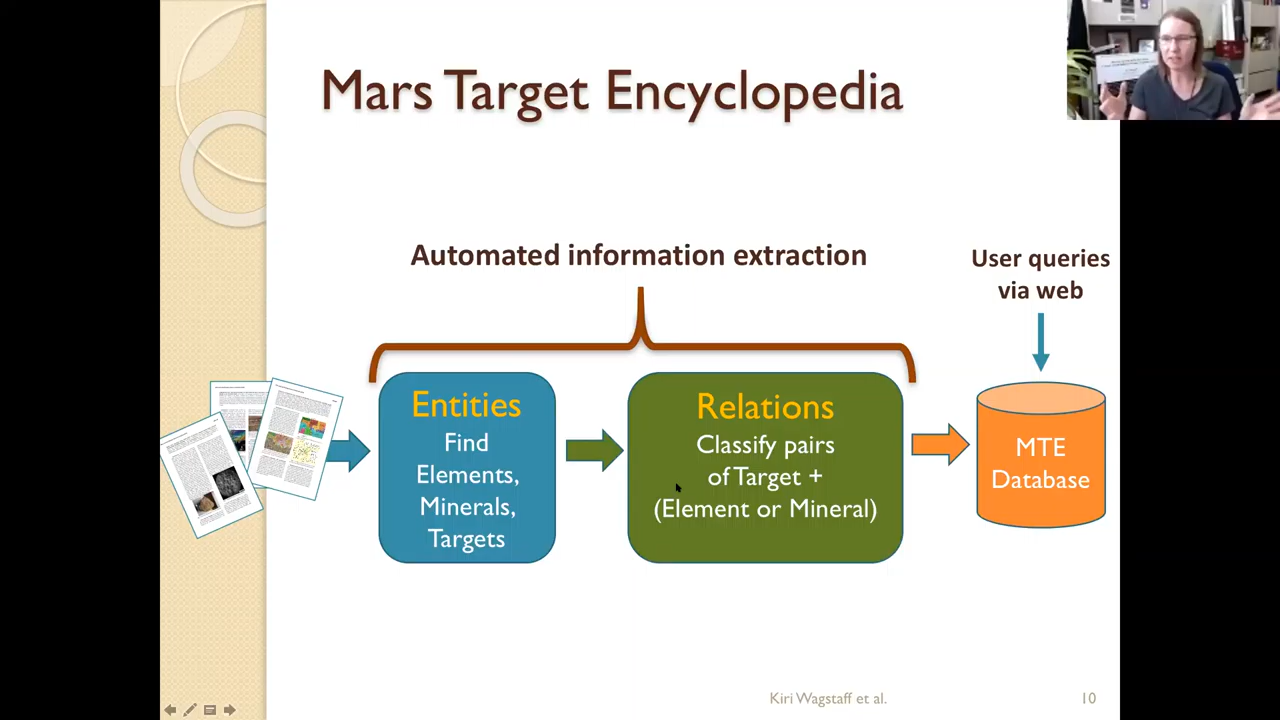 Mars Target Encyclopedia
Automated information extraction
User queries
via web
Entities
Find
Elements,
Minerals,
Targets
Relations
Classify pairs
of Target +
(Element or Mineral)
MTE
Database
Kiri Wagstaff et al.
10